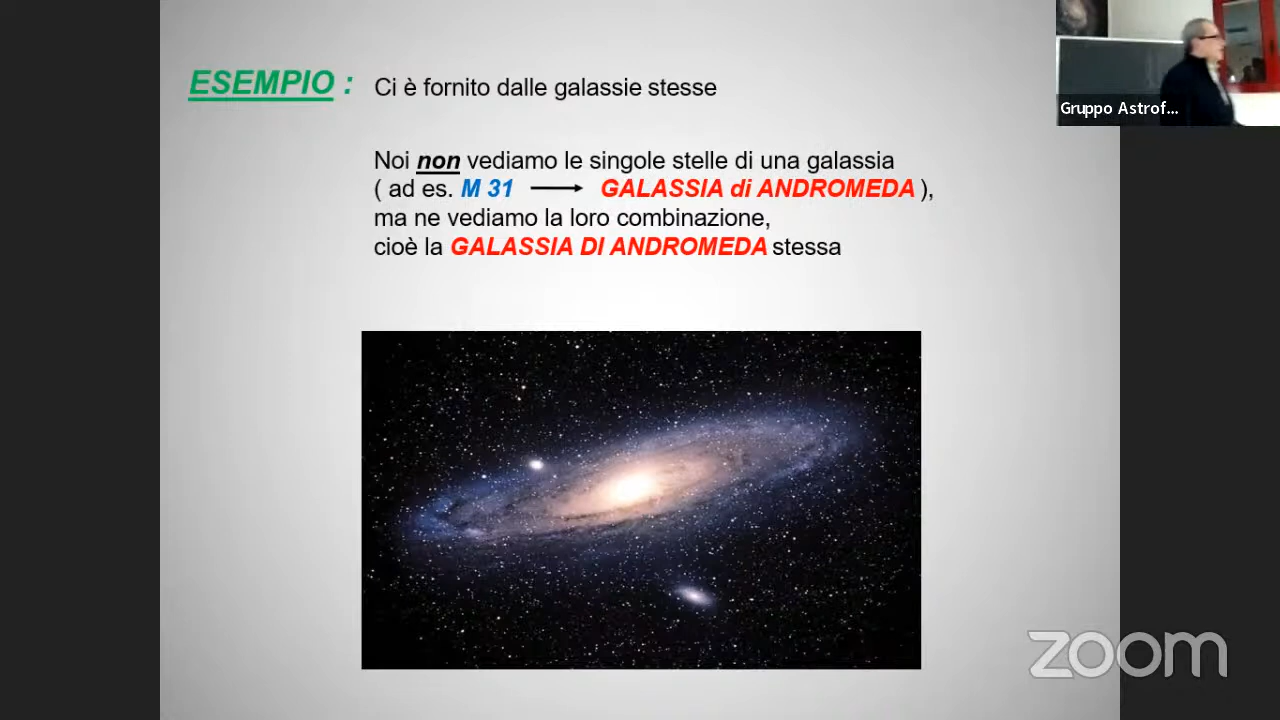 ESEMPIO : Ci è fornito dalle galassie stesse
Noi non vediamo le singole stelle di una galassia
( ad es. M 31 → GALASSIA di ANDROMEDA ),
ma ne vediamo la loro combinazione,
cioè la GALASSIA DI ANDROMEDA stessa
Gruppo Astrof...
zoom